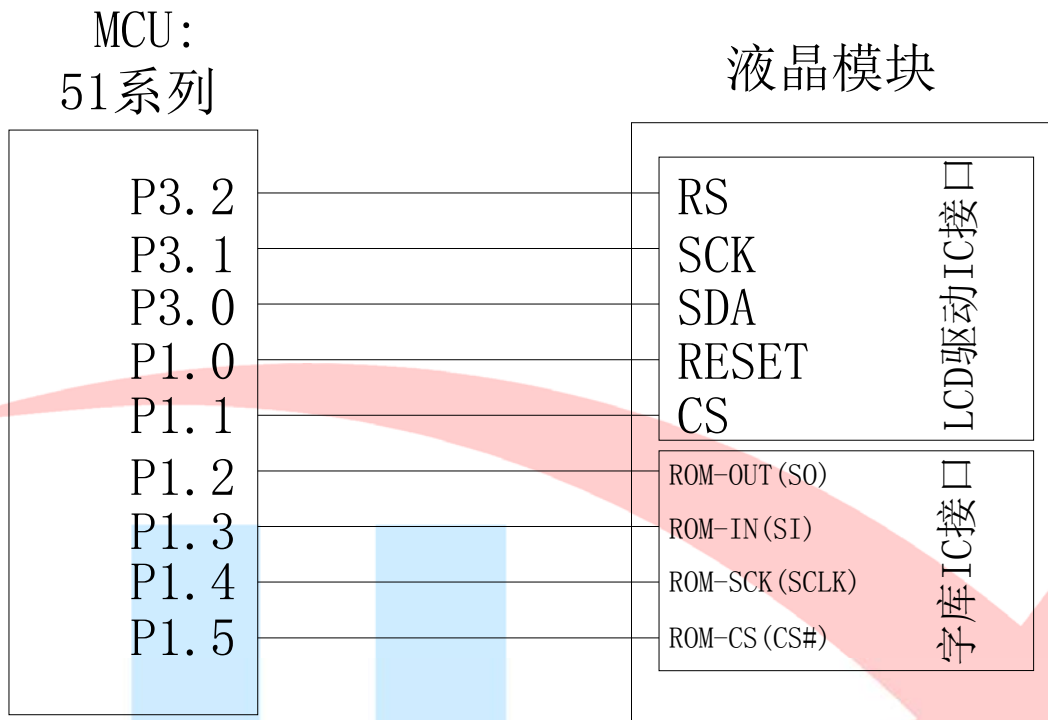 MCU:
51系列
液晶模块
P3.2
P3.1
P3.0
P1.0
P1.1
P1.2
P1.3
P1.4
P1.5
RS
SCK
SDA
RESET
CS
LCD驱动IC接口
ROM-OUT(SO)
ROM-IN(SI)
ROM-SCK(SCLK)
ROM-CS(CS#)
字库IC接口